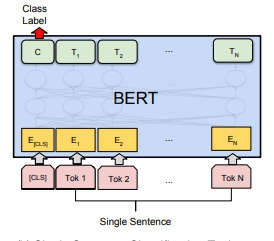 Class
Label
C T1 T2 ... TN
BERT
E[CLS] E1 E2 ... EN
[CLS] Tok 1 Tok 2 ... Tok N
Single Sentence